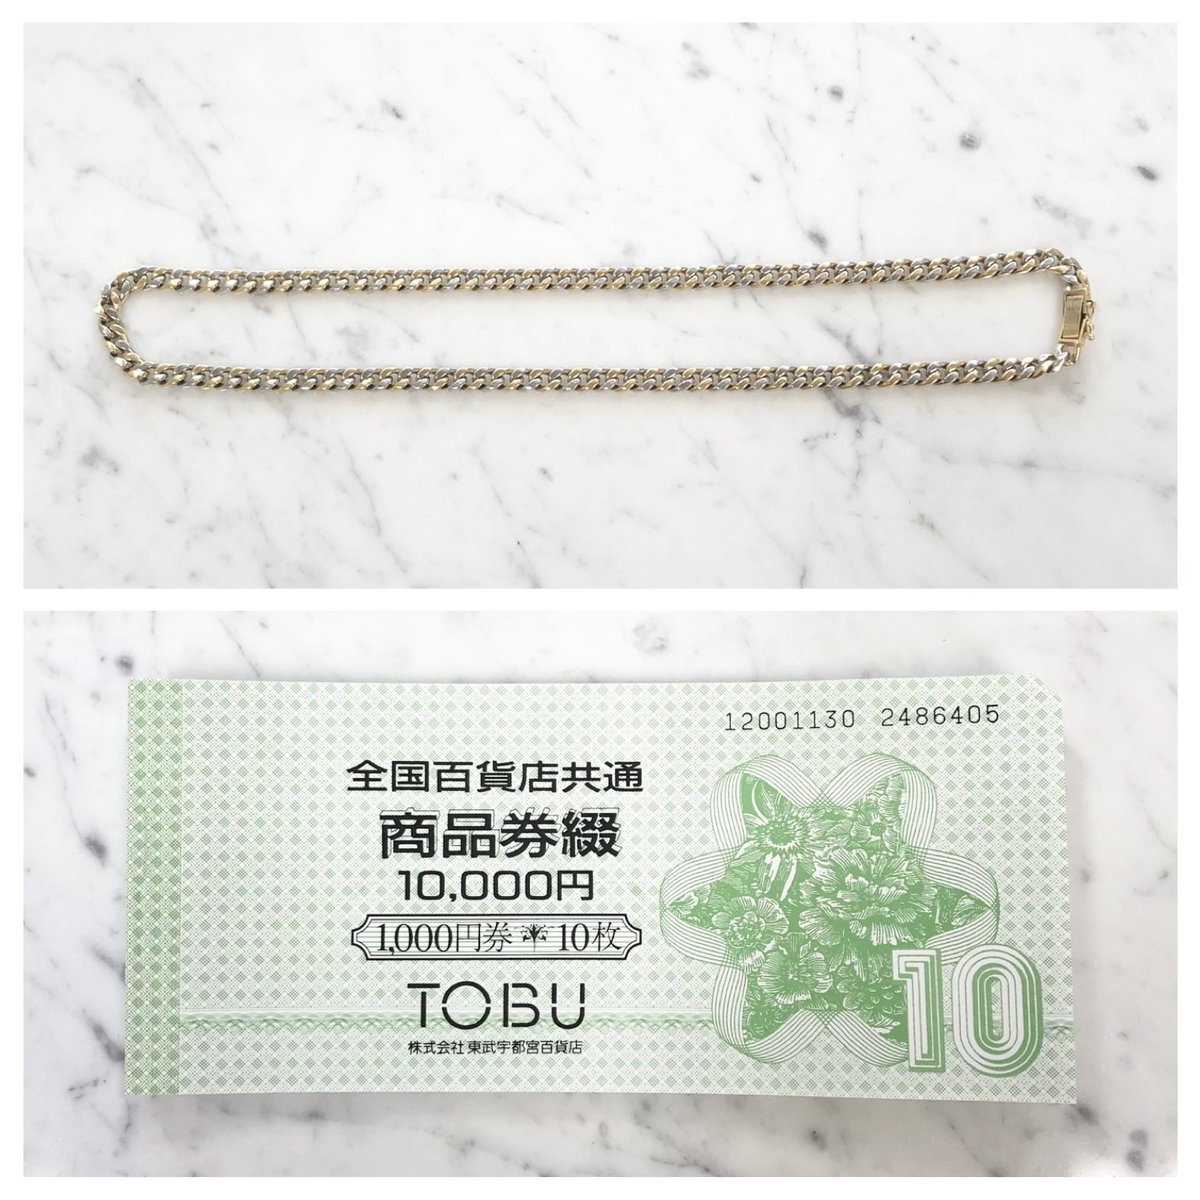 12001130 2486405
全国百貨店共通
商品券綴
10,000円
1,000円券 10枚
TOBU
株式会社 東武宇都宮百貨店
10